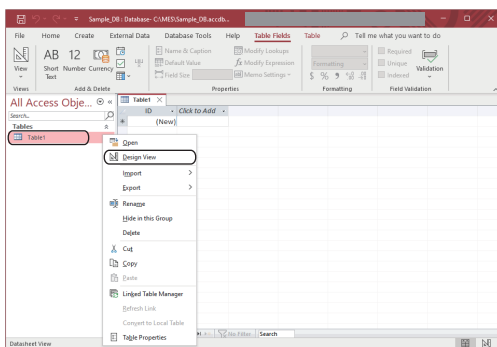 Sample_DB : Database- C:\MES\Sample_DB.accdb...
File Home Create External Data Database Tools Help Table Fields Table Tell me what you want to do
View
AB Short Text
12 Number
Currency
Name & Caption
Default Value
Field Size
Modify Lookups
fx Modify Expression
Memo Settings
Formatting
$ % 9
Required
Unique
Indexed
Validation
Views Add & Delete Properties Formatting Field Validation
All Access Obje...
Search...
Tables
Table1
Table1
ID Click to Add
* (New)
Open
Design View
Import
Export
Rename
Hide in this Group
Delete
Cut
Copy
Paste
Linked Table Manager
Refresh Link
Convert to Local Table
Table Properties
No Filter Search
Datasheet View